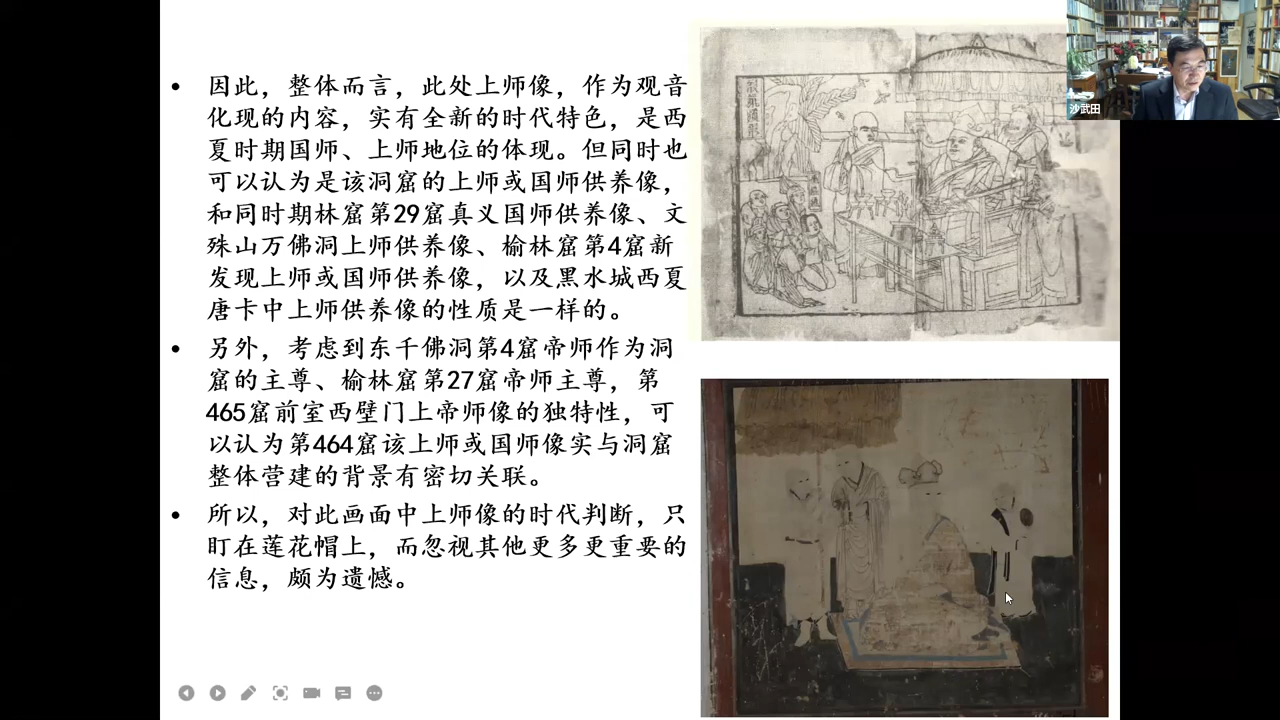 • 因此，整体而言，此处上师像，作为观音
化现的内容，实有全新的时代特色，是西
夏时期国师、上师地位的体现。但同时也
可以认为是该洞窟的上师或国师供养像，
和同时期林窟第29窟真义国师供养像、文
殊山万佛洞上师供养像、榆林窟第4窟新
发现上师或国师供养像，以及黑水城西夏
唐卡中上师供养像的性质是一样的。
• 另外，考虑到东千佛洞第4窟帝师作为洞
窟的主尊、榆林窟第27窟帝师主尊，第
465窟前室西壁门上帝师像的独特性，可
以认为第464窟该上师或国师像实与洞窟
整体营建的背景有密切关联。
• 所以，对此画面中上师像的时代判断，只
盯在莲花帽上，而忽视其他更多更重要的
信息，颇为遗憾。
沙武田